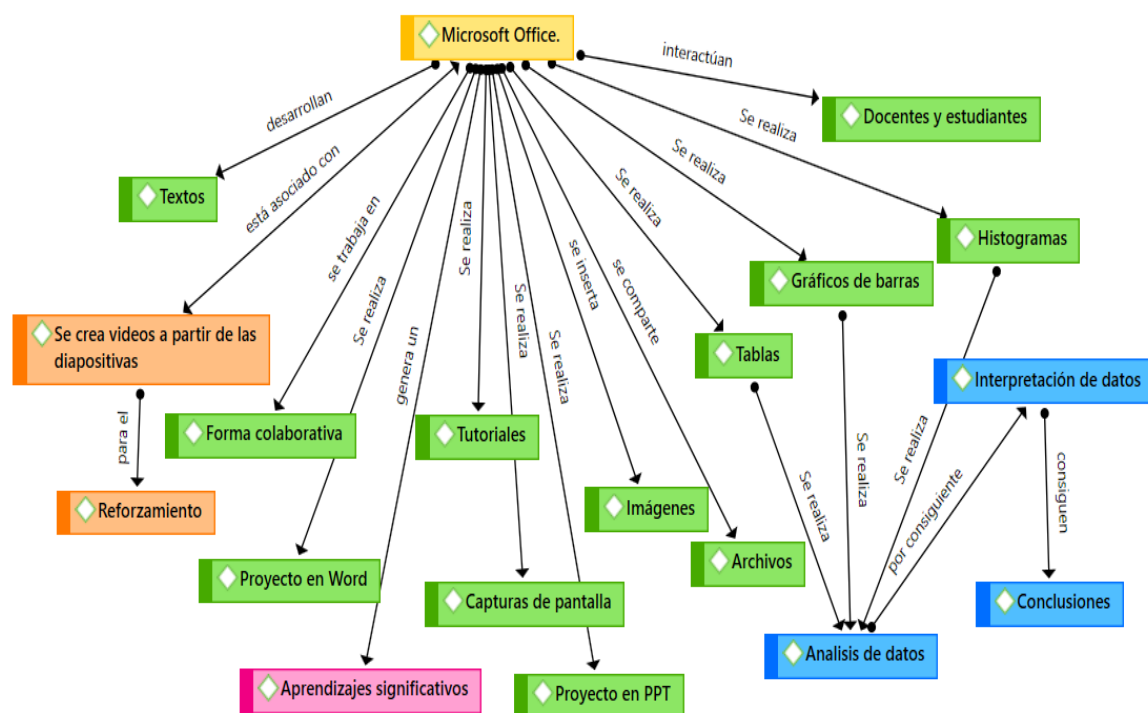 Microsoft Office.
interactúan
desarrollan
Docentes y estudiantes
Se realiza
Se realiza
Textos
está asociado con
Se realiza
Histogramas
se trabaja en
Se realiza
se inserta
se comparte
Gráficos de barras
Se realiza
Se realiza
Se realiza
genera un
Se crea videos a partir de las
diapositivas
Tablas
Interpretación de datos
para el
Forma colaborativa
Tutoriales
Se realiza
Se realiza
Se realiza
por consiguiente
consiguen
Reforzamiento
Imágenes
Archivos
Proyecto en Word
Capturas de pantalla
Conclusiones
Analisis de datos
Aprendizajes significativos
Proyecto en PPT